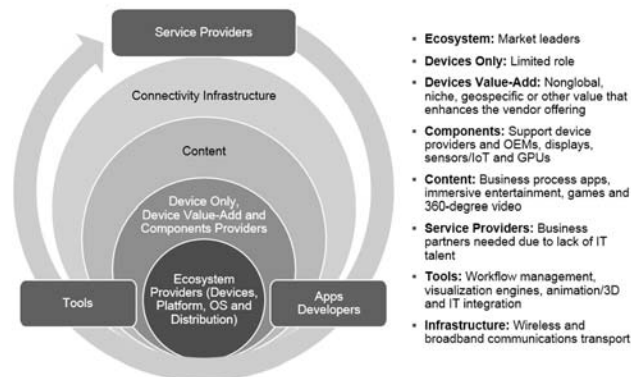 Service Providers
Connectivity Infrastructure
Content
Device Only,
Device Value-Add and
Components Providers
Ecosystem
Providers (Devices,
Platform, OS and
Distribution)
Tools
Apps
Developers
• Ecosystem: Market leaders
• Devices Only: Limited role
• Devices Value-Add: Nonglobal,
niche, geospecific or other value that
enhances the vendor offering
• Components: Support device
providers and OEMs, displays,
sensors/IoT and GPUs
• Content: Business process apps,
immersive entertainment, games and
360-degree video
• Service Providers: Business
partners needed due to lack of IT
talent
• Tools: Workflow management,
visualization engines, animation/3D
and IT integration
• Infrastructure: Wireless and
broadband communications transport